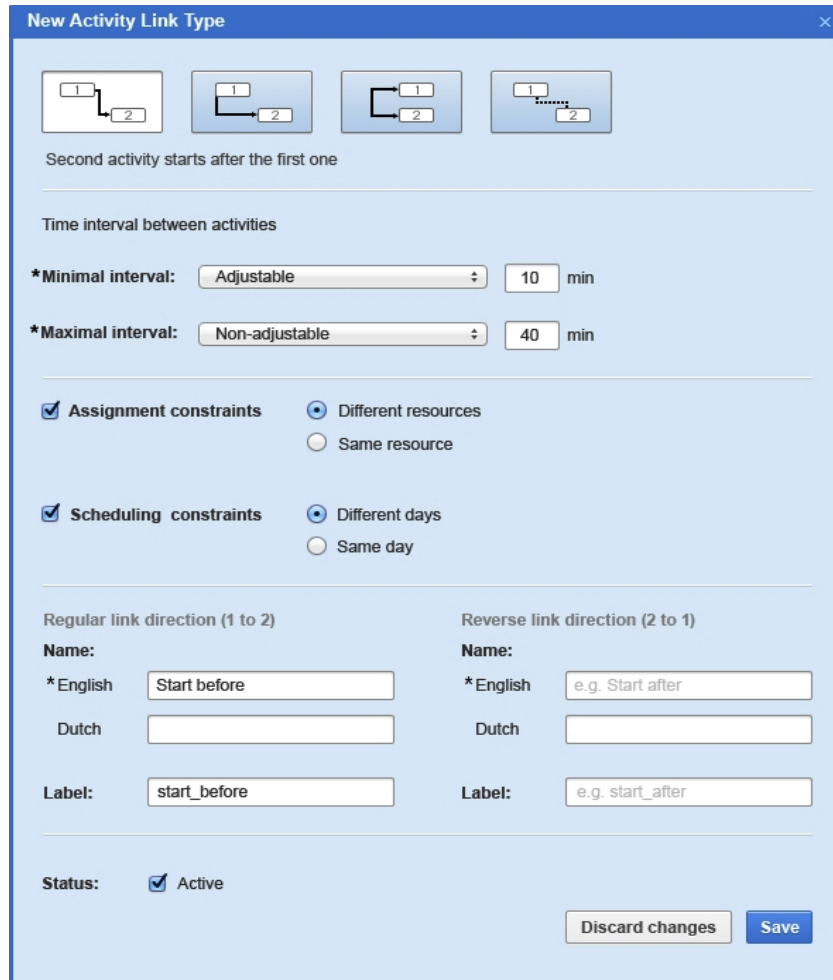 New Activity Link Type ×
1 2 1 2 1 2 1 2
Second activity starts after the first one
Time interval between activities
*Minimal interval: Adjustable 10 min
*Maximal interval: Non-adjustable 40 min
Assignment constraints Different resources
Same resource
Scheduling constraints Different days
Same day
Regular link direction (1 to 2) Reverse link direction (2 to 1)
Name: Name:
*English Start before *English e.g. Start after
Dutch Dutch
Label: start_before Label: e.g. start_after
Status: Active
Discard changes Save